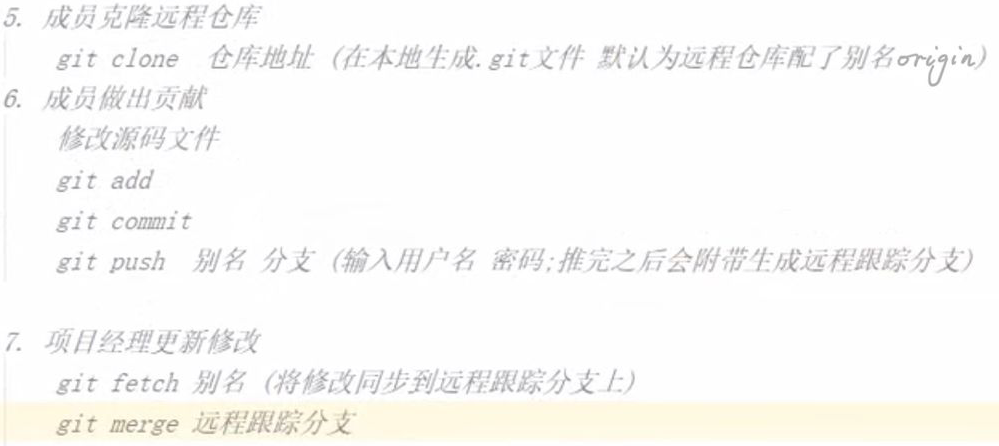 5. 成员克隆远程仓库
git clone 仓库地址 (在本地生成.git文件 默认为远程仓库配了别名origin)
6. 成员做出贡献
修改源码文件
git add
git commit
git push 别名 分支 (输入用户名 密码;推完之后会附带生成远程跟踪分支)
7. 项目经理更新修改
git fetch 别名 (将修改同步到远程跟踪分支上)
git merge 远程跟踪分支